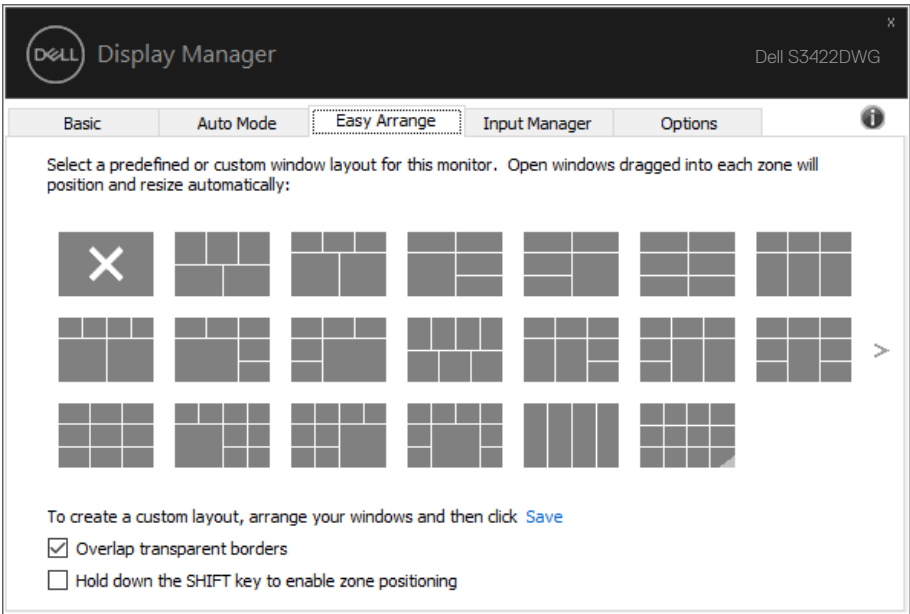 x
DELL Display Manager
Dell S3422DWG
Basic Auto Mode Easy Arrange Input Manager Options
Select a predefined or custom window layout for this monitor. Open windows dragged into each zone will
position and resize automatically:
>
To create a custom layout, arrange your windows and then click Save
Overlap transparent borders
Hold down the SHIFT key to enable zone positioning